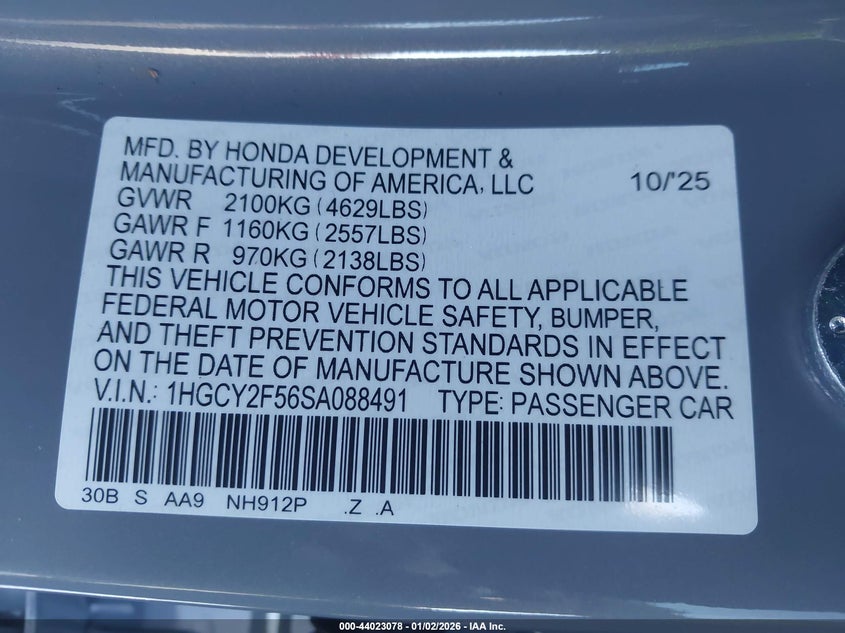 MFD. BY HONDA DEVELOPMENT &
MANUFACTURING OF AMERICA, LLC 10/'25
GVWR 2100KG (4629LBS)
GAWR F 1160KG (2557LBS)
GAWR R 970KG (2138LBS)
THIS VEHICLE CONFORMS TO ALL APPLICABLE
FEDERAL MOTOR VEHICLE SAFETY, BUMPER,
AND THEFT PREVENTION STANDARDS IN EFFECT
ON THE DATE OF MANUFACTURE SHOWN ABOVE.
V.I.N.: 1HGCY2F56SA088491 TYPE: PASSENGER CAR
30B S AA9 NH912P .Z .A
000-44023078 - 01/02/2026 - IAA Inc.